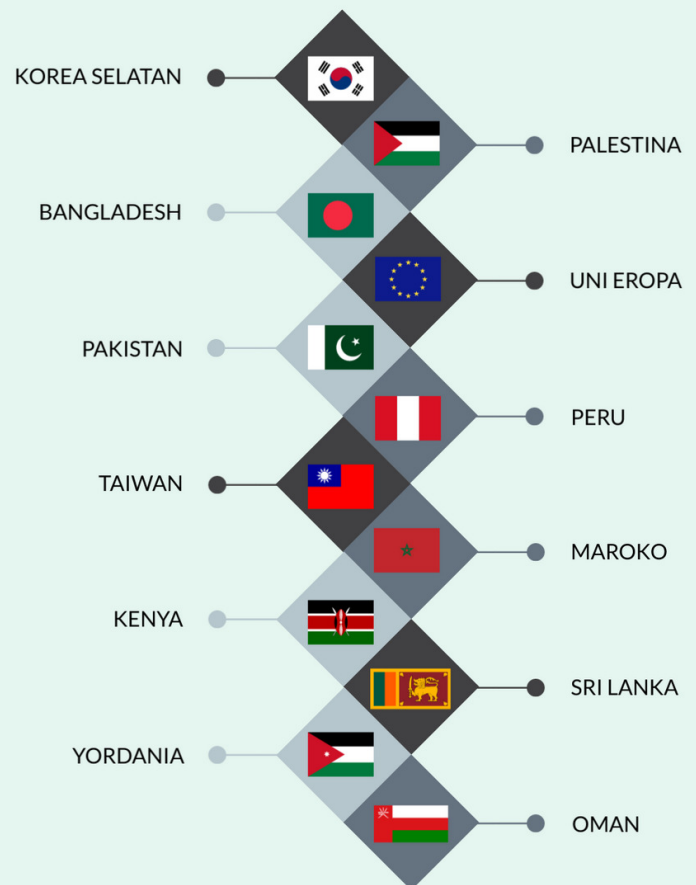 KOREA SELATAN
PALESTINA
BANGLADESH
UNI EROPA
PAKISTAN
PERU
TAIWAN
MAROKO
KENYA
SRI LANKA
YORDANIA
OMAN